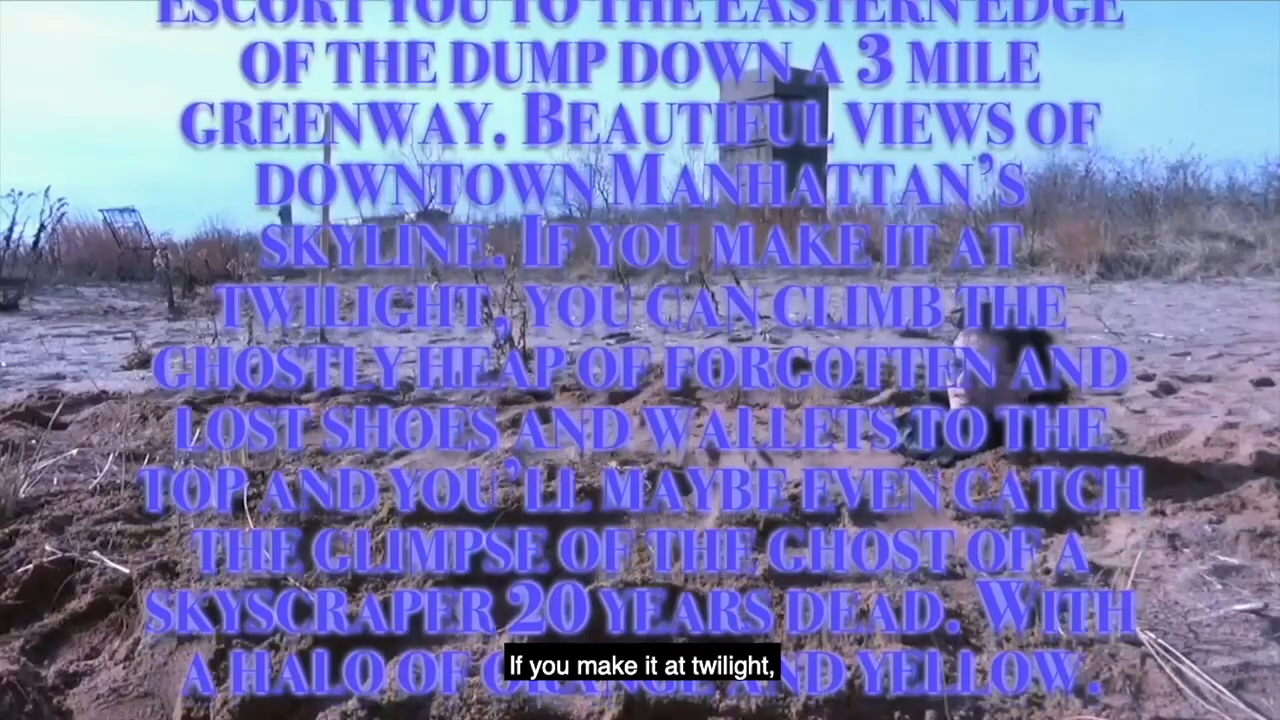 ESCORT YOU TO THE EASTERN EDGE
OF THE DUMP DOWN A 3 MILE
GREENWAY. BEAUTIFUL VIEWS OF
DOWNTOWN MANHATTAN'S
SKYLINE. IF YOU MAKE IT AT
TWILIGHT, YOU CAN CLIMB THE
GHOSTLY HEAP OF FORGOTTEN AND
LOST SHOES AND WALLETS TO THE
TOP AND YOU'LL MAYBE EVEN CATCH
THE GLIMPSE OF THE GHOST OF A
SKYSCRAPER 20 YEARS DEAD. WITH
A HALO OF ORANGE AND YELLOW.
If you make it at twilight,